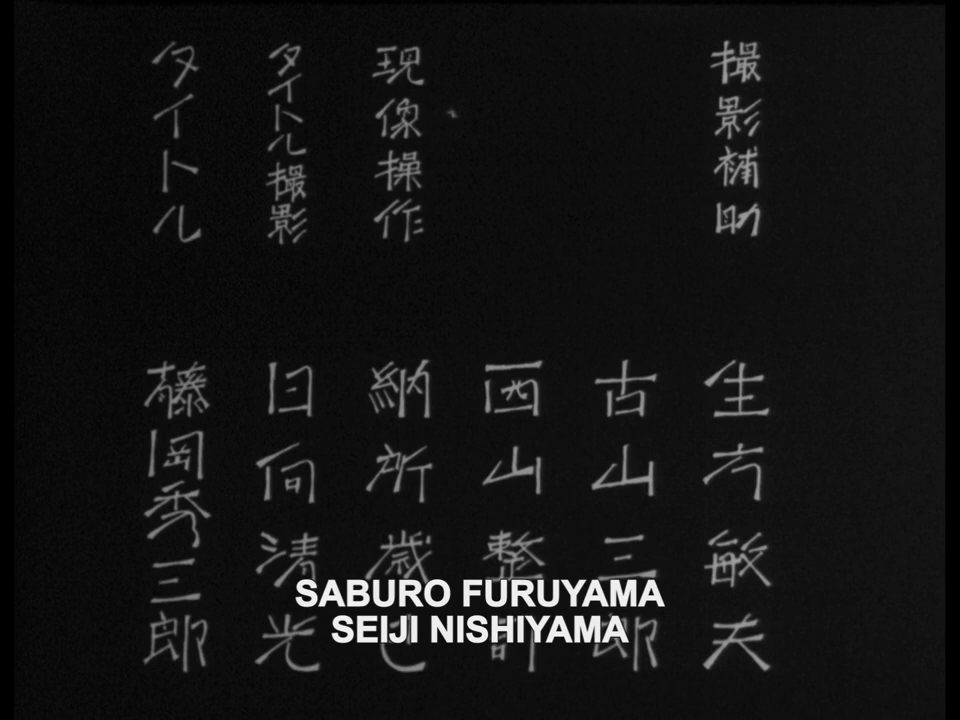 撮影補助
生方敏夫
古山三郎
西山整
現像操作
納所歳巳
タイトル撮影
日向清光
タイトル
藤岡秀三郎
SABURO FURUYAMA
SEIJI NISHIYAMA